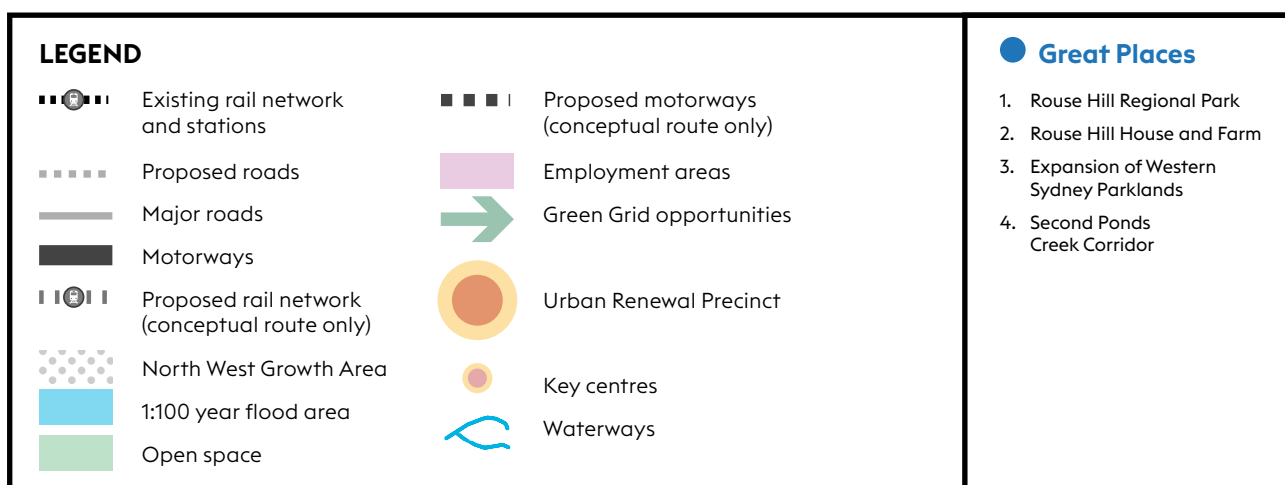 LEGEND
Existing rail network
and stations
Proposed roads
Major roads
Motorways
Proposed rail network
(conceptual route only)
North West Growth Area
1:100 year flood area
Open space
Proposed motorways
(conceptual route only)
Employment areas
Green Grid opportunities
Urban Renewal Precinct
Key centres
Waterways
Great Places
1. Rouse Hill Regional Park
2. Rouse Hill House and Farm
3. Expansion of Western
Sydney Parklands
4. Second Ponds
Creek Corridor